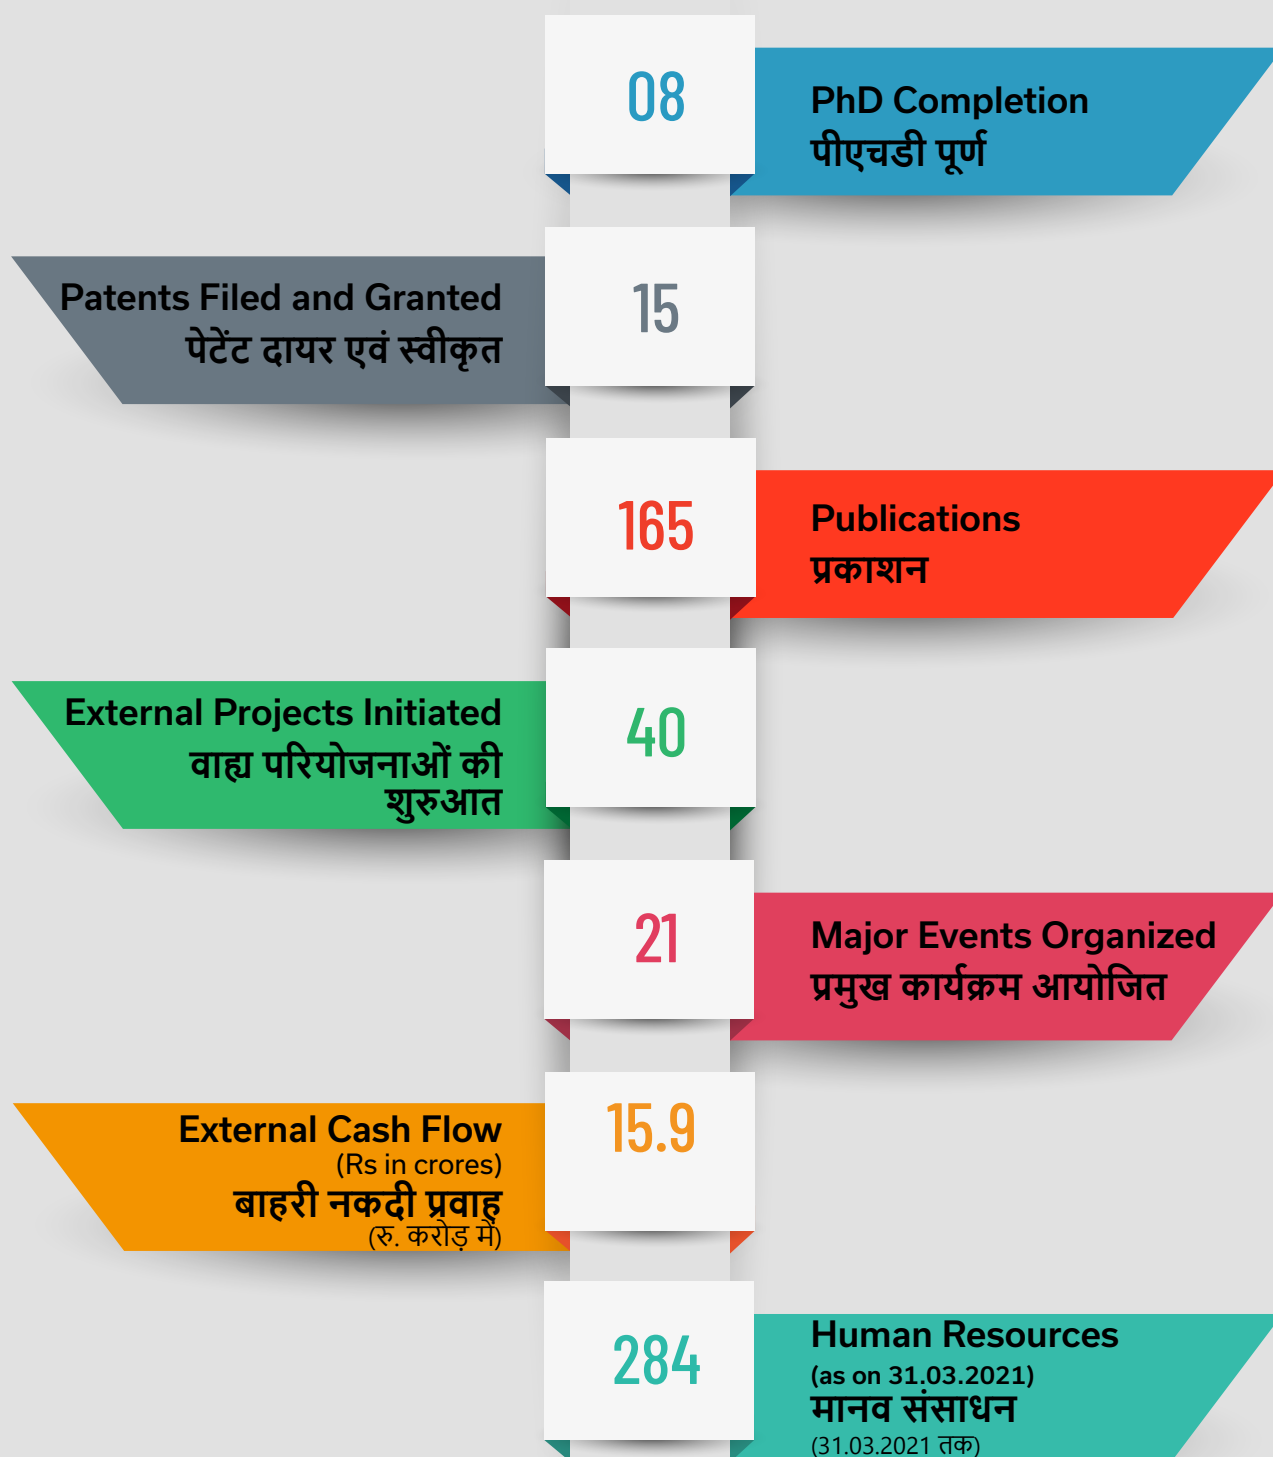 08
PhD Completion
पीएचडी पूर्ण
Patents Filed and Granted
पेटेंट दायर एवं स्वीकृत
15
165
Publications
प्रकाशन
External Projects Initiated
वाह्य परियोजनाओं की
शुरुआत
40
21
Major Events Organized
प्रमुख कार्यक्रम आयोजित
External Cash Flow
(Rs in crores)
बाहरी नकदी प्रवाह
(रु. करोड़ में)
15.9
284
Human Resources
(as on 31.03.2021)
मानव संसाधन
(31.03.2021 तक)